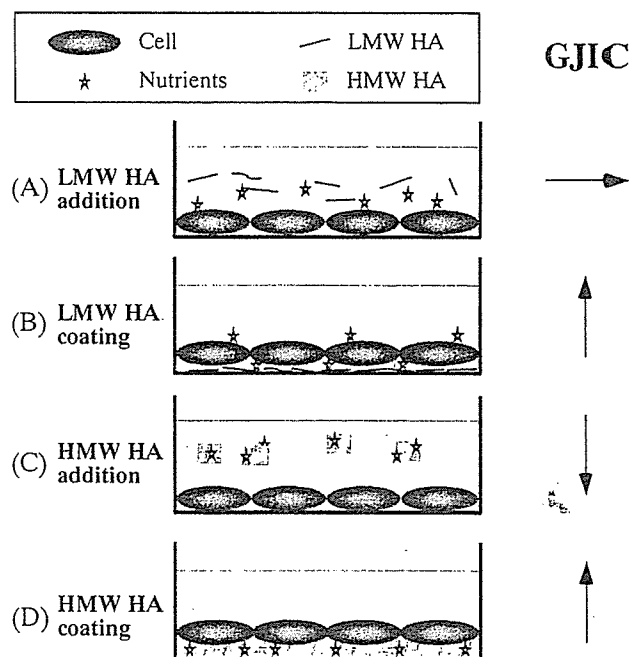 Cell
LMW HA
Nutrients
HMW HA
GJIC
(A) LMW HA
addition
(B) LMW HA
coating
(C) HMW HA
addition
(D) HMW HA
coating